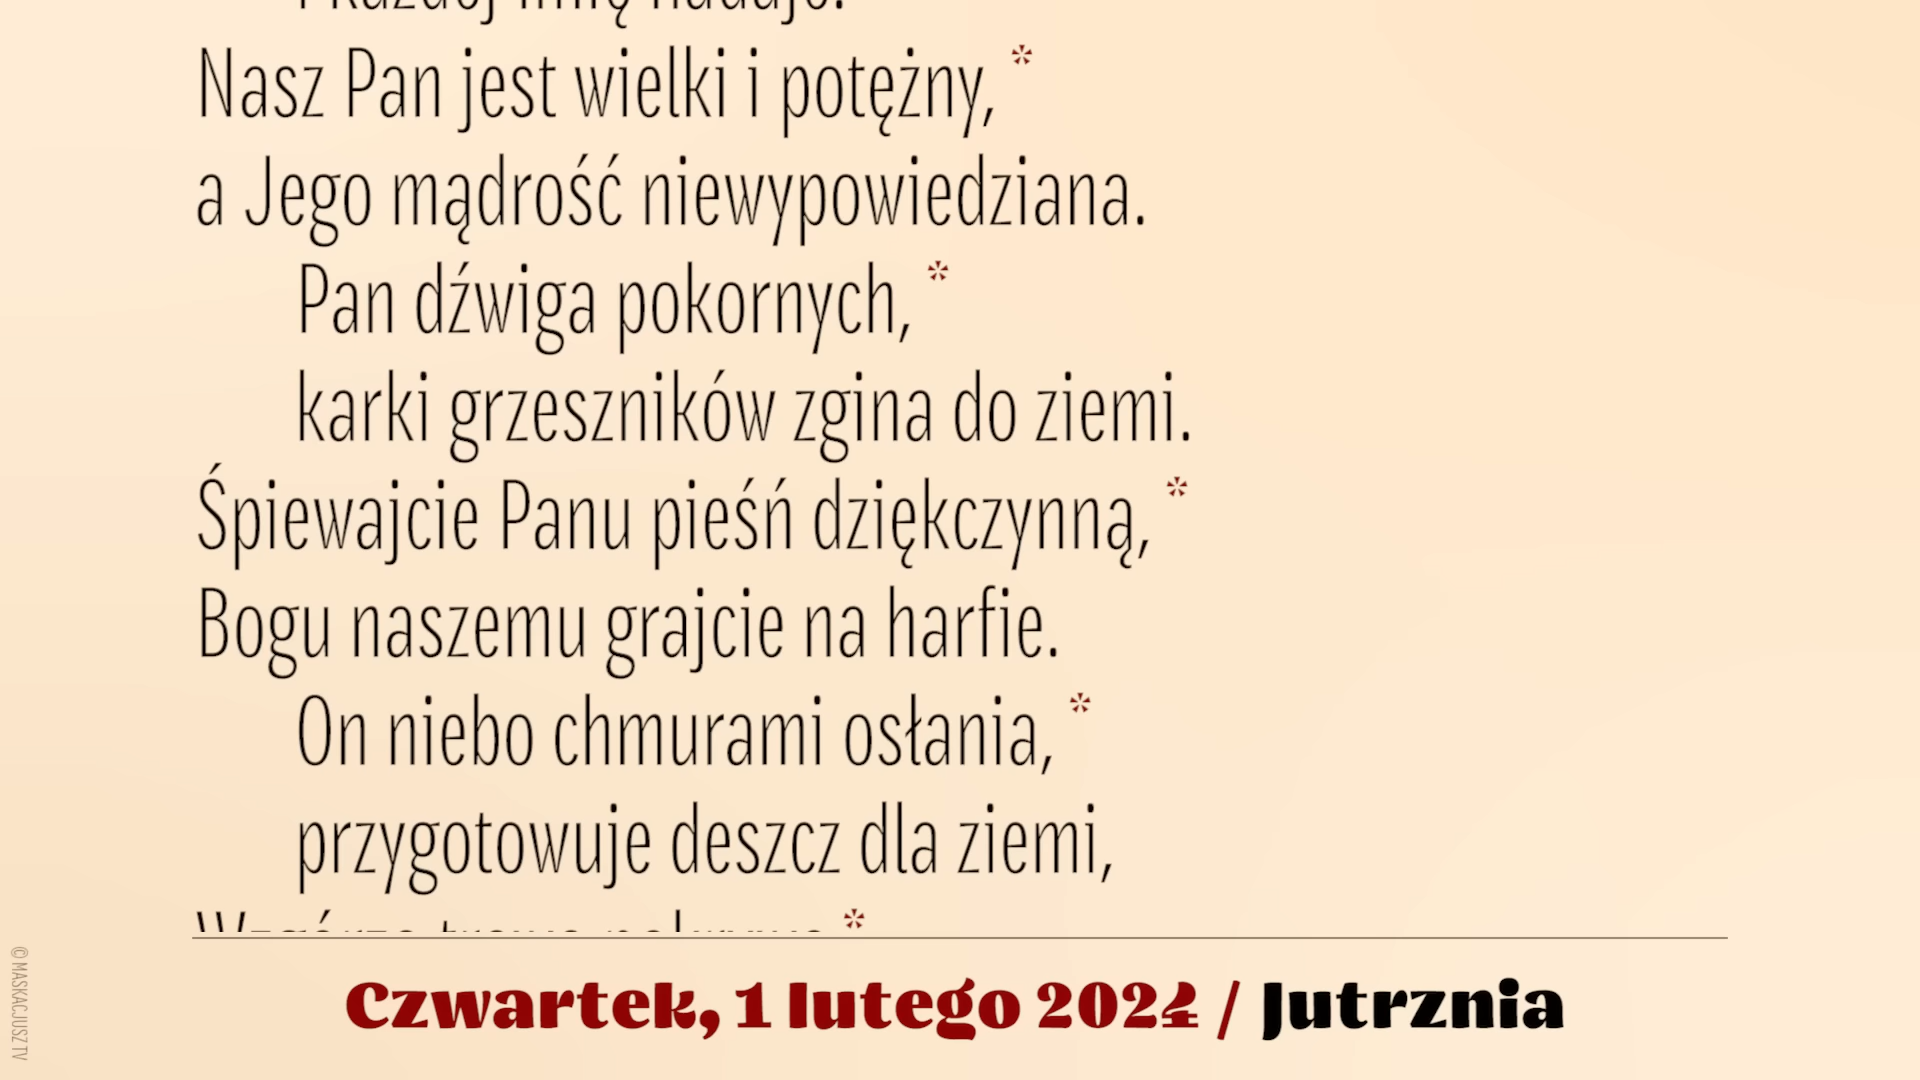 Nasz Pan jest wielki i potężny, *
a Jego mądrość niewypowiedziana.
Pan dźwiga pokornych, *
karki grzeszników zgina do ziemi.
Śpiewajcie Panu pieśń dziękczynną, *
Bogu naszemu grajcie na harfie.
On niebo chmurami osłania, *
przygotowuje deszcz dla ziemi,
*
Czwartek, 1 lutego 2024 / Jutrznia
© MASKACJUSZ TV